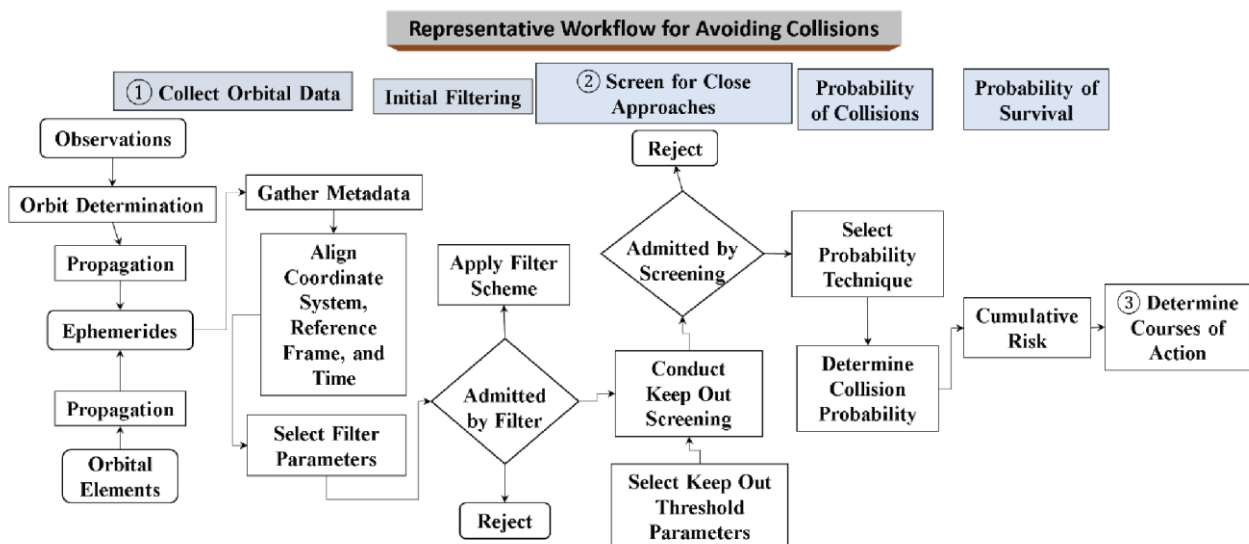 Representative Workflow for Avoiding Collisions
① Collect Orbital Data
Initial Filtering
② Screen for Close
Approaches
Probability
of Collisions
Probability of
Survival
Observations
Orbit Determination
Propagation
Ephemerides
Propagation
Orbital
Elements
Gather Metadata
Align
Coordinate
System,
Reference
Frame, and
Time
Select Filter
Parameters
Apply Filter
Scheme
Admitted
by Filter
Reject
Reject
Admitted by
Screening
Conduct
Keep Out
Screening
Select Keep Out
Threshold
Parameters
Select
Probability
Technique
Determine
Collision
Probability
Cumulative
Risk
③ Determine
Courses of
Action